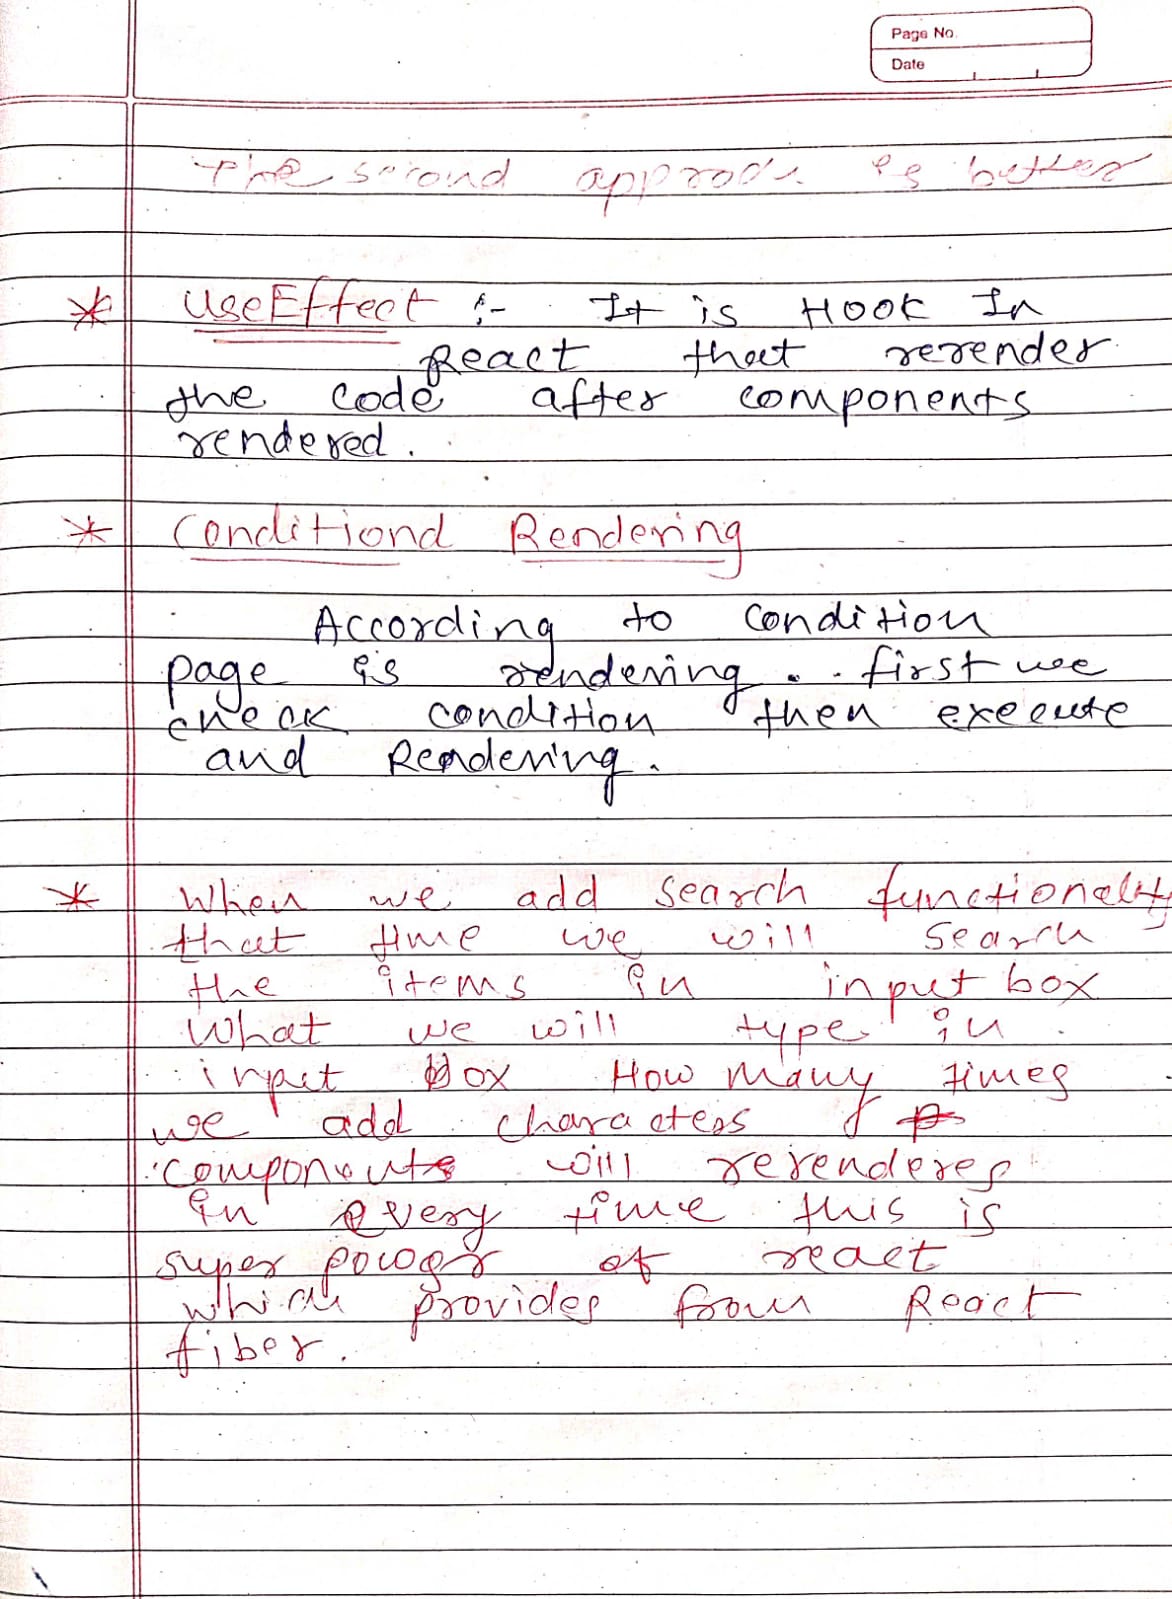 Page No.
Date
The second approach is better
* UseEffect :- It is Hook In
React that rerender
the code after components
rendered.
* Conditiond Rendering
According to condition
page is rendering. first we
check condition then execute
and Rendering.
* When we add search functionality
that time we will search
the items in input box
What we will type in
input box How many times
we add characters
components will rerenderes
in every time this is
super power of react
which provides from React
fiber.